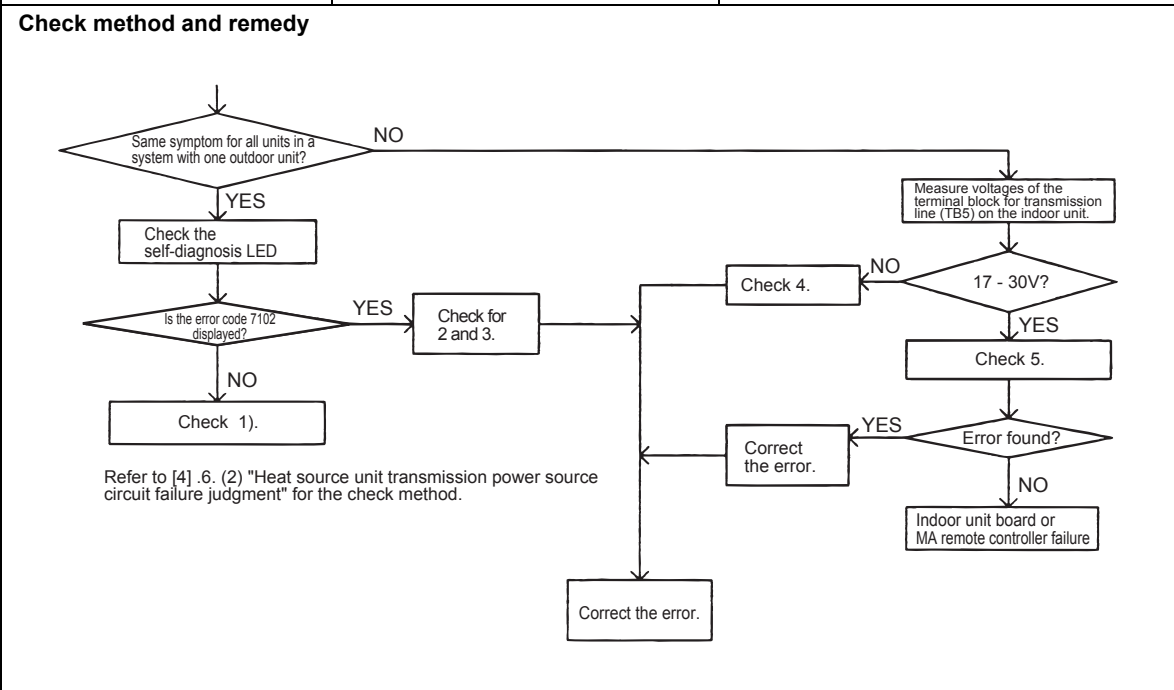 Check method and remedy
Same symptom for all units in a
system with one outdoor unit?
NO
YES
Check the
self-diagnosis LED
Is the error code 7102
displayed?
YES
Check for
2 and 3.
NO
Check 1).
Refer to [4] .6. (2) "Heat source unit transmission power source
circuit failure judgment" for the check method.
Measure voltages of the
terminal block for transmission
line (TB5) on the indoor unit.
17 - 30V?
NO
Check 4.
YES
Check 5.
Error found?
YES
Correct
the error.
NO
Indoor unit board or
MA remote controller failure
Correct the error.